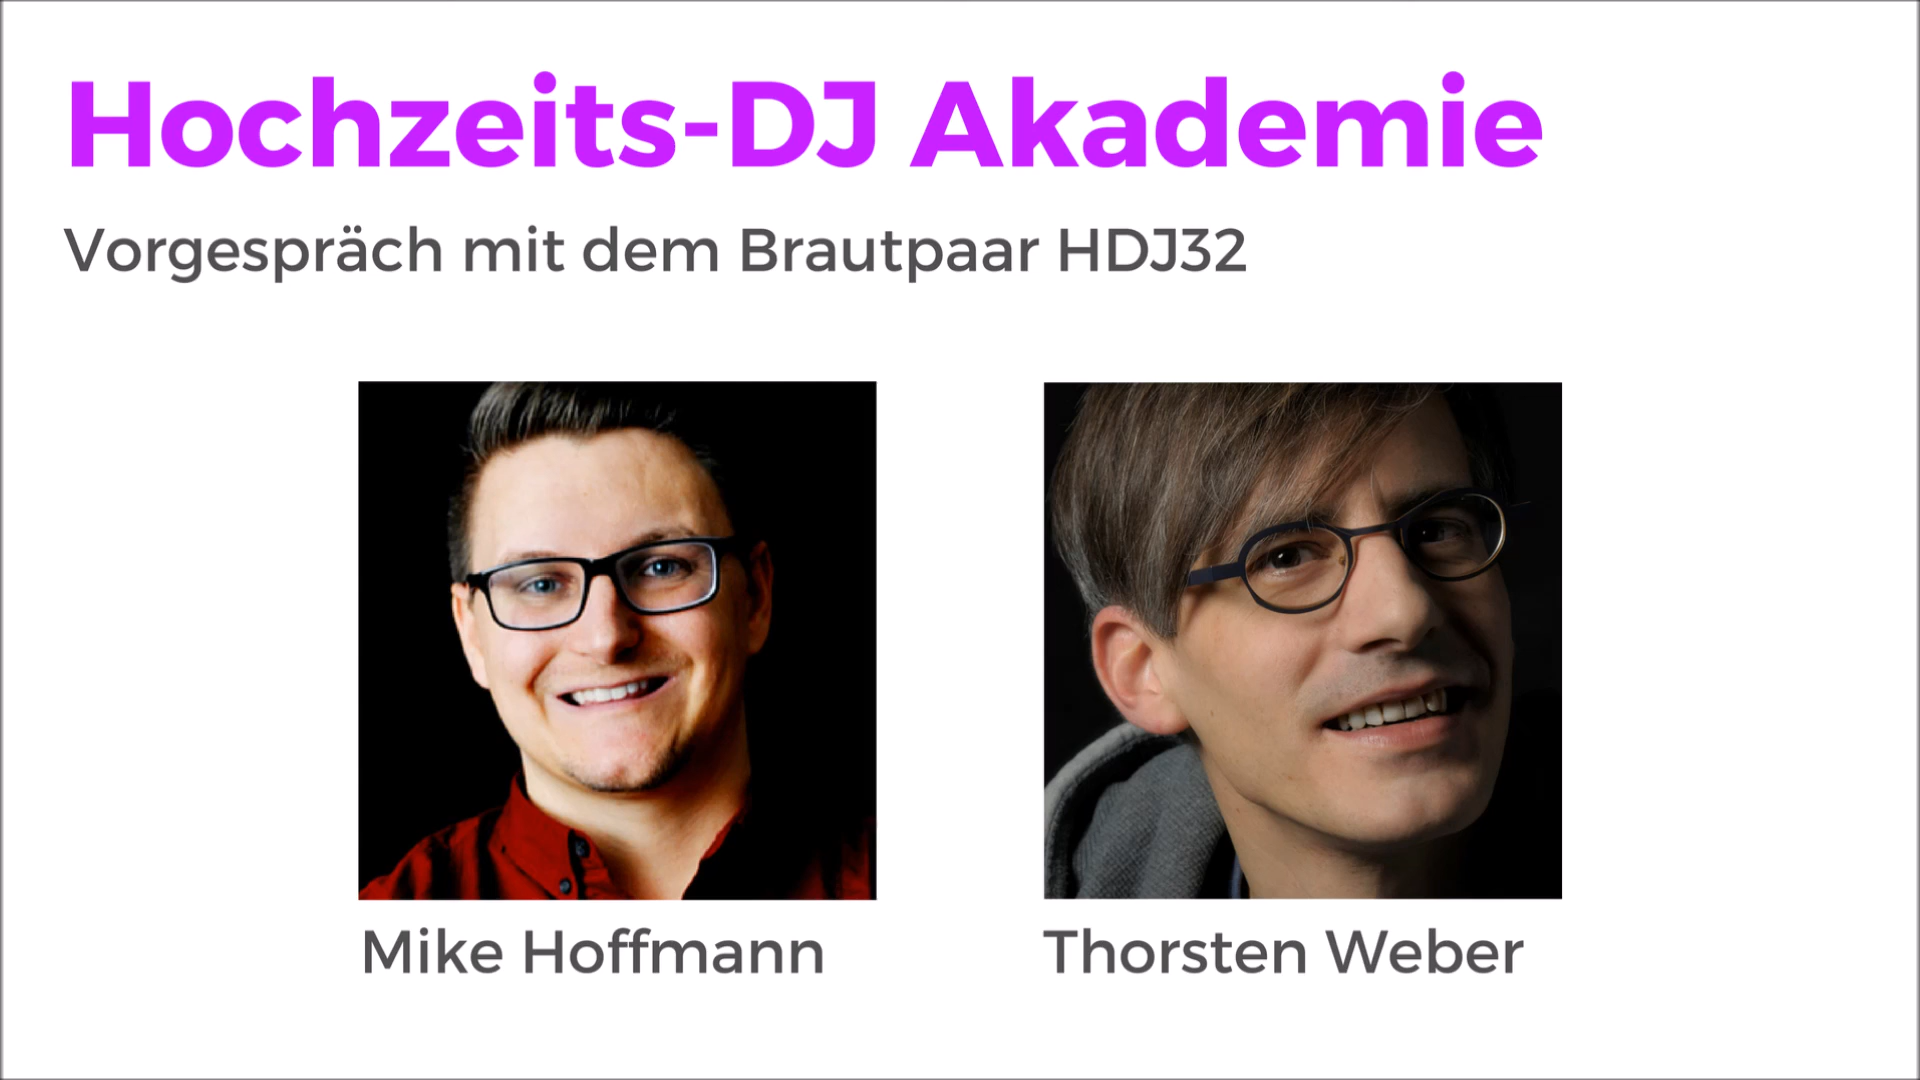 Hochzeits-DJ Akademie
Vorgespräch mit dem Brautpaar HDJ32
Mike Hoffmann
Thorsten Weber